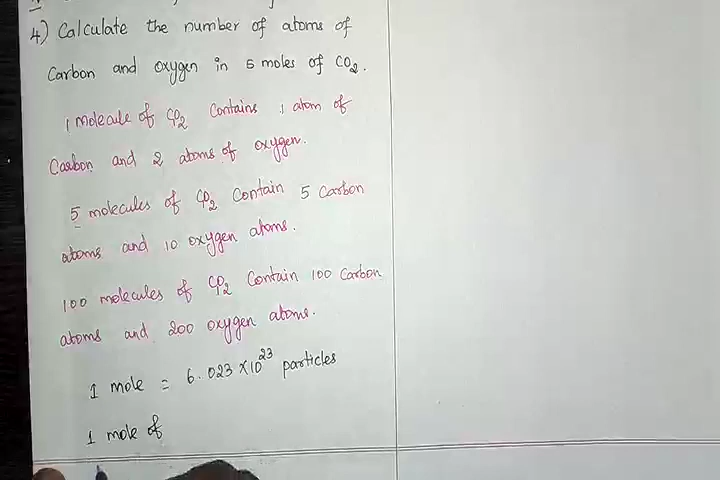 4) Calculate the number of atoms of
Carbon and oxygen in 5 moles of CO2.
1 molecule of CO2 contains 1 atom of
Carbon and 2 atoms of oxygen.
5 molecules of CO2 contain 5 carbon
atoms and 10 oxygen atoms.
100 molecules of CO2 contain 100 carbon
atoms and 200 oxygen atoms.
1 mole = 6.023 × 10^23 particles
1 mole of